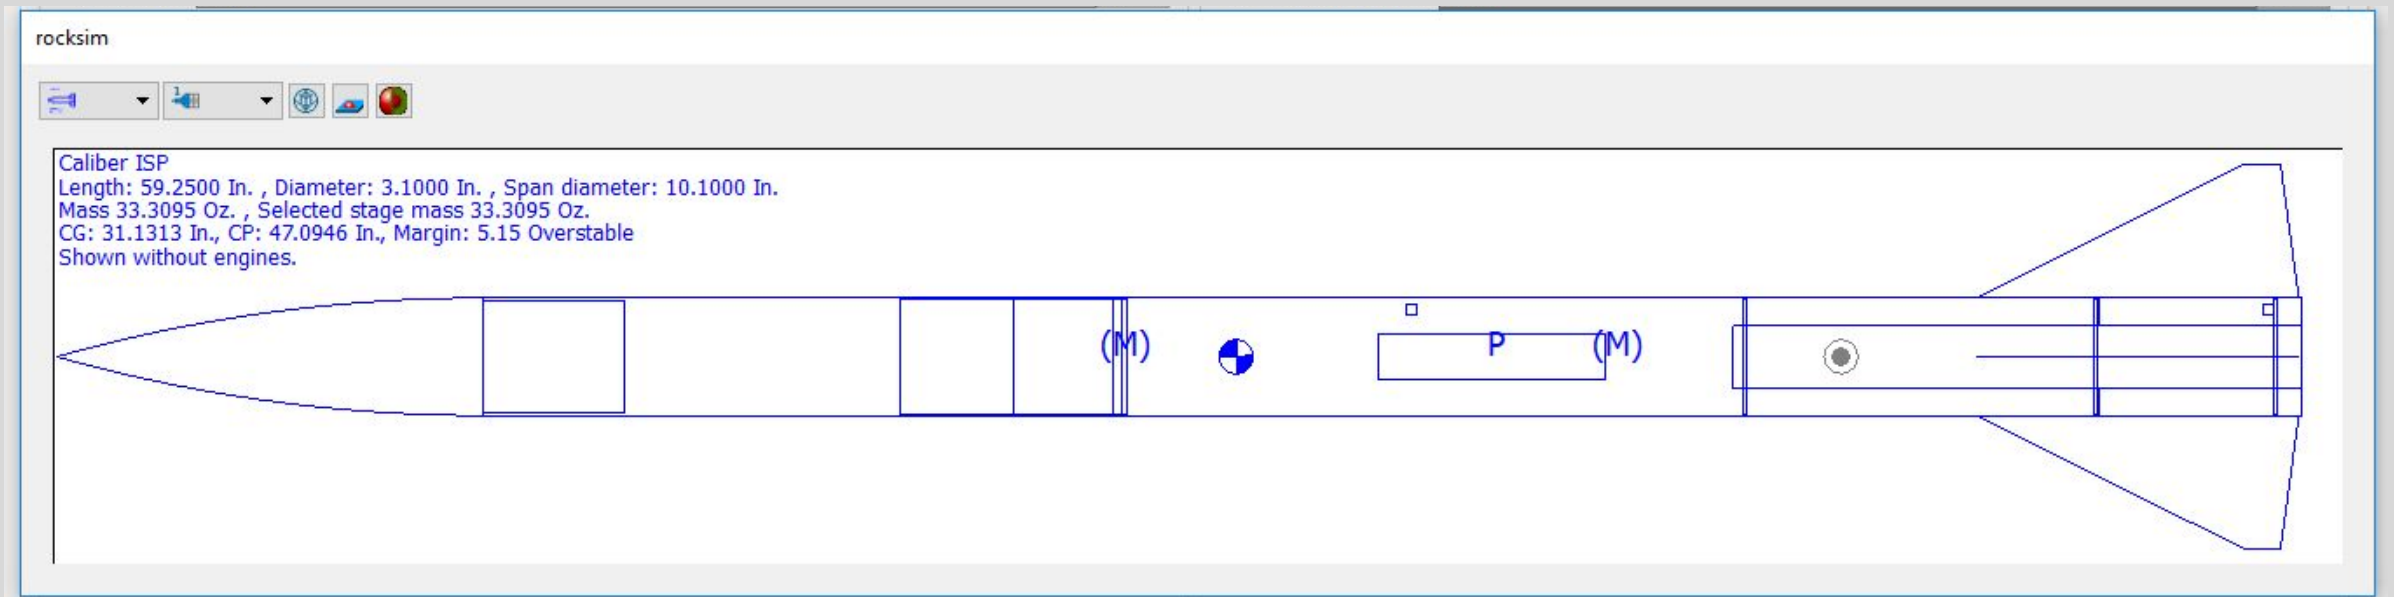 rocksim
1
Caliber ISP
Length: 59.2500 In. , Diameter: 3.1000 In. , Span diameter: 10.1000 In.
Mass 33.3095 Oz. , Selected stage mass 33.3095 Oz.
CG: 31.1313 In., CP: 47.0946 In., Margin: 5.15 Overstable
Shown without engines.
(M) P (M)